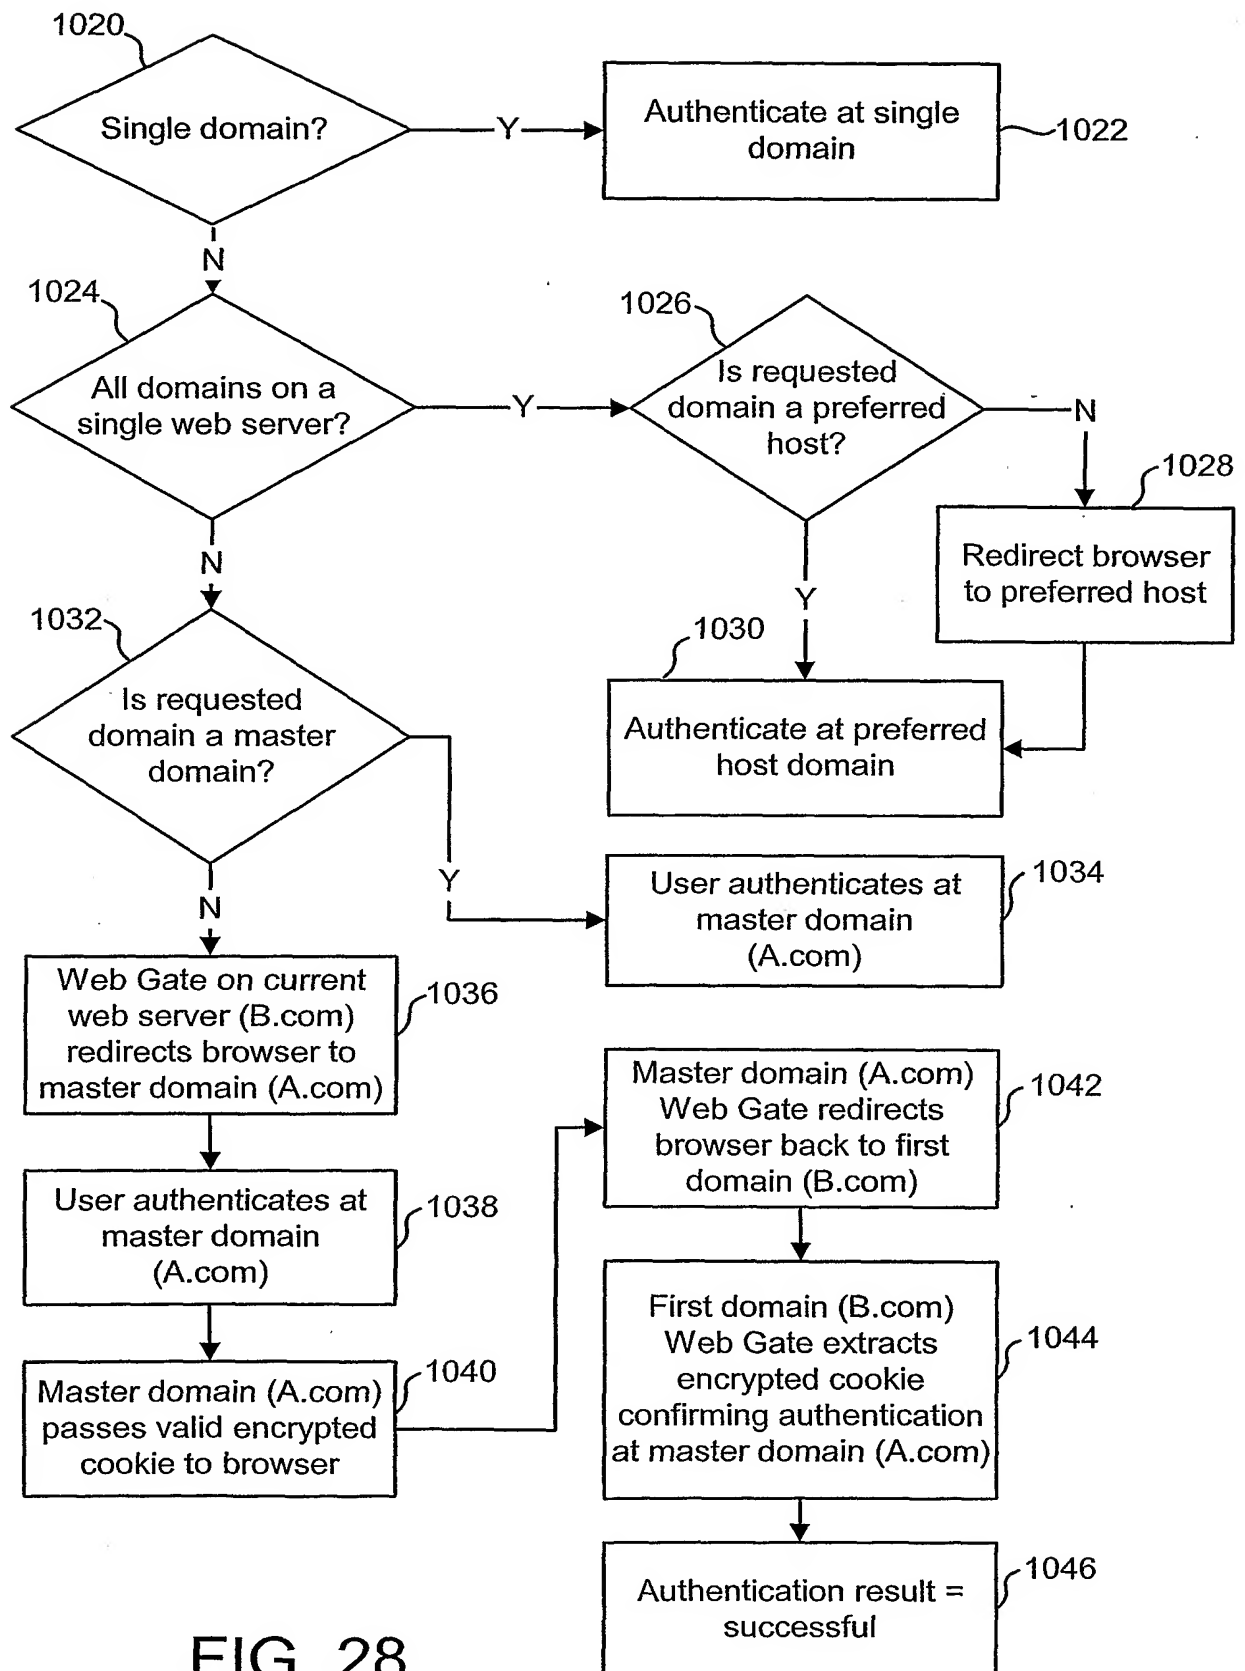 1020
Single domain?
Y
Authenticate at single
domain
1022
N
1024
All domains on a
single web server?
Y
1026
Is requested
domain a preferred
host?
N
1028
Redirect browser
to preferred host
Y
1030
Authenticate at preferred
host domain
N
1032
Is requested
domain a master
domain?
Y
1034
User authenticates at
master domain
(A.com)
N
Web Gate on current
web server (B.com)
redirects browser to
master domain (A.com)
1036
User authenticates at
master domain
(A.com)
1038
Master domain (A.com)
passes valid encrypted
cookie to browser
1040
Master domain (A.com)
Web Gate redirects
browser back to first
domain (B.com)
1042
First domain (B.com)
Web Gate extracts
encrypted cookie
confirming authentication
at master domain (A.com)
1044
Authentication result =
successful
1046
FIG. 28